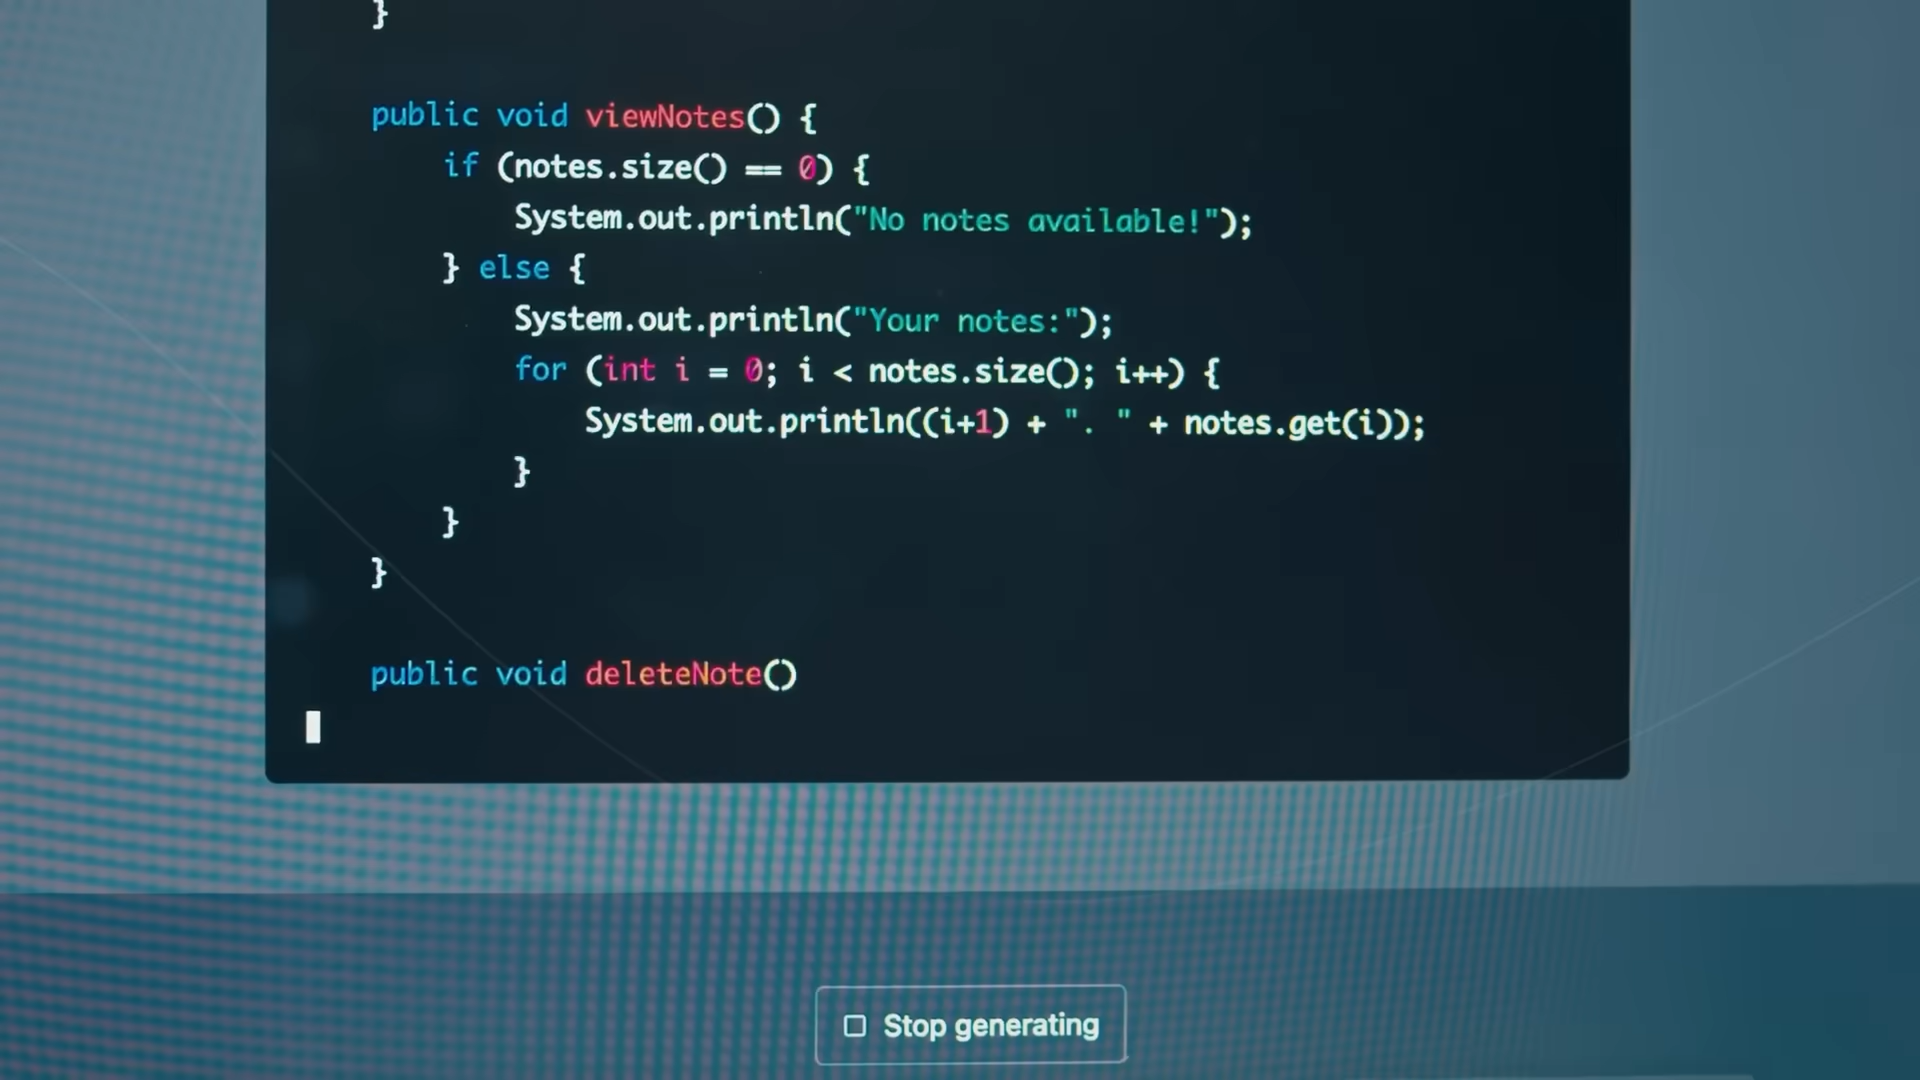 }
public void viewNotes() {
if (notes.size() == 0) {
System.out.println("No notes available!");
} else {
System.out.println("Your notes:");
for (int i = 0; i < notes.size(); i++) {
System.out.println((i+1) + ". " + notes.get(i));
}
}
}
public void deleteNote()
Stop generating